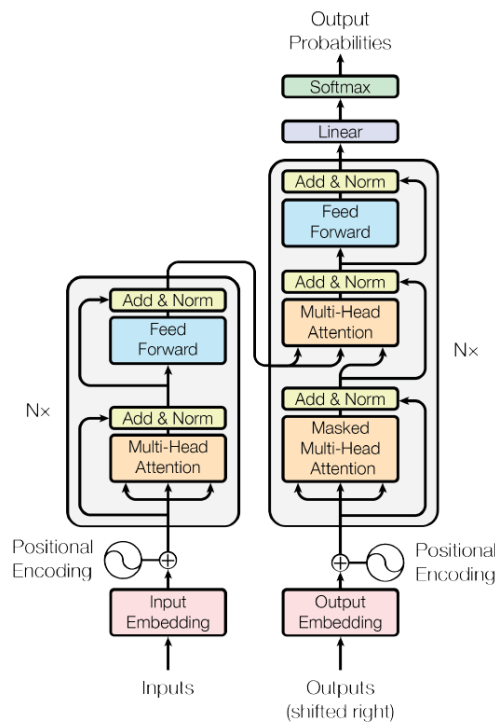 Output
Probabilities
Softmax
Linear
Add & Norm
Feed
Forward
Add & Norm
Multi-Head
Attention
Add & Norm
Masked
Multi-Head
Attention
Nx
Positional
Encoding
Output
Embedding
Outputs
(shifted right)
Add & Norm
Feed
Forward
Add & Norm
Multi-Head
Attention
Nx
Positional
Encoding
Input
Embedding
Inputs